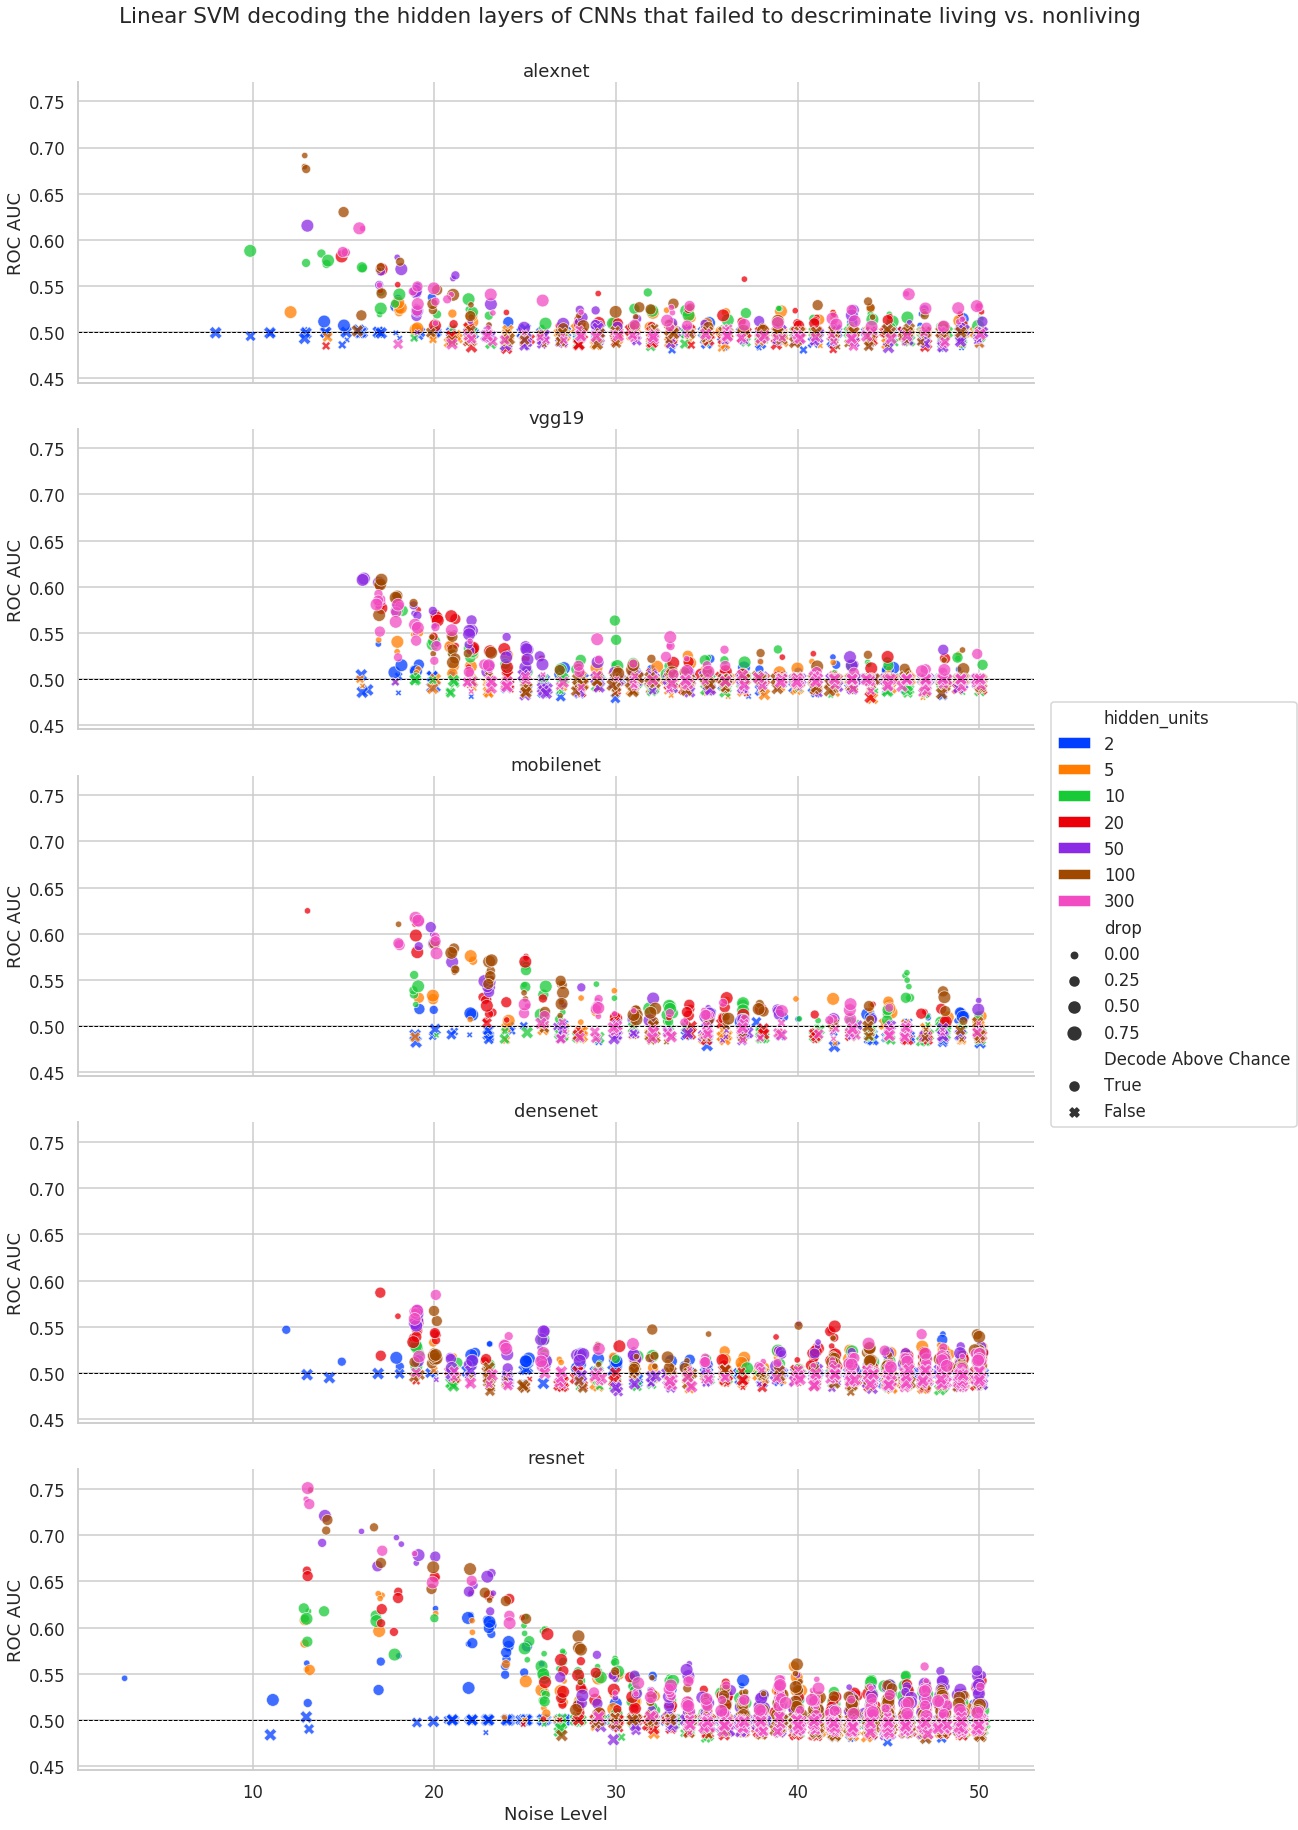 Linear SVM decoding the hidden layers of CNNs that failed to descriminate living vs. nonliving
alexnet
0.75
0.70
0.65
0.60
0.55
0.50
0.45
ROC AUC
vgg19
0.75
0.70
0.65
0.60
0.55
0.50
0.45
ROC AUC
mobilenet
0.75
0.70
0.65
0.60
0.55
0.50
0.45
ROC AUC
densenet
0.75
0.70
0.65
0.60
0.55
0.50
0.45
ROC AUC
resnet
0.75
0.70
0.65
0.60
0.55
0.50
0.45
ROC AUC
10 20 30 40 50
Noise Level
hidden_units
2
5
10
20
50
100
300
drop
0.00
0.25
0.50
0.75
Decode Above Chance
True
False